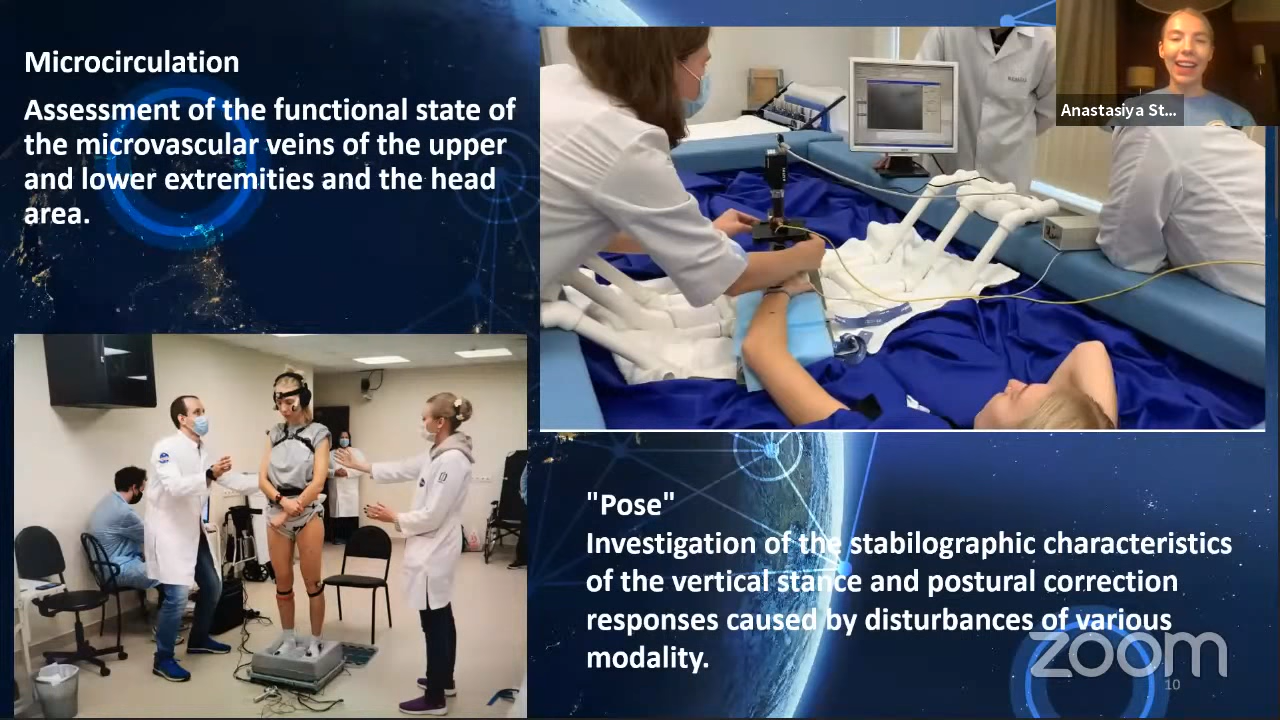 Microcirculation
Assessment of the functional state of
the microvascular veins of the upper
and lower extremities and the head
area.
Anastasiya St...
"Pose"
Investigation of the stabilographic characteristics
of the vertical stance and postural correction
responses caused by disturbances of various
modality.
zoom
10